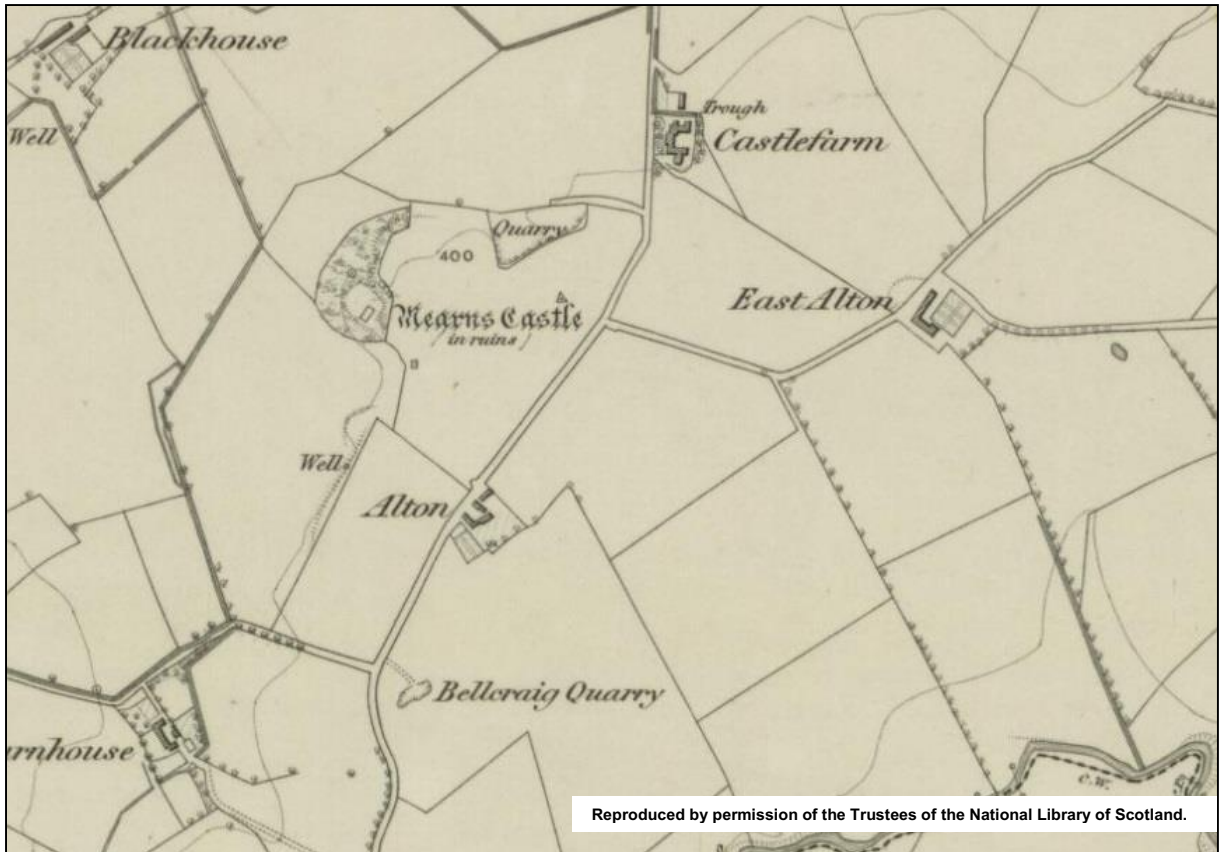 Blackhouse
Well
Trough
Castlefarm
Quarry
400
East Alton
Mearns Castle
in ruins
Well
Alton
Bellcraig Quarry
rnhouse
C.W.
Reproduced by permission of the Trustees of the National Library of Scotland.